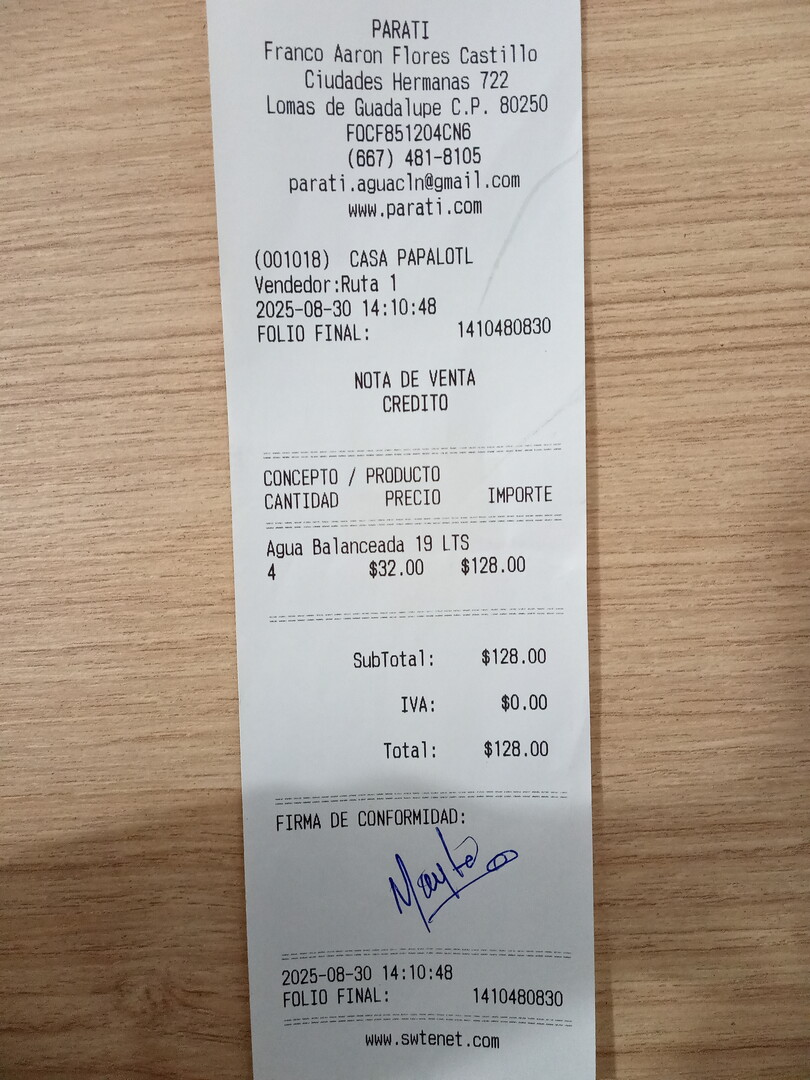 PARATI
Franco Aaron Flores Castillo
Ciudades Hermanas 722
Lomas de Guadalupe C.P. 80250
FOCF851204CN6
(667) 481-8105
parati.aguacln@gmail.com
www.parati.com
(001018) CASA PAPALOTL
Vendedor:Ruta 1
2025-08-30 14:10:48
FOLIO FINAL: 1410480830
NOTA DE VENTA
CREDITO
CONCEPTO / PRODUCTO
CANTIDAD PRECIO IMPORTE
Agua Balanceada 19 LTS
4 $32.00 $128.00
SubTotal: $128.00
IVA: $0.00
Total: $128.00
FIRMA DE CONFORMIDAD:
2025-08-30 14:10:48
FOLIO FINAL: 1410480830
www.swtenet.com